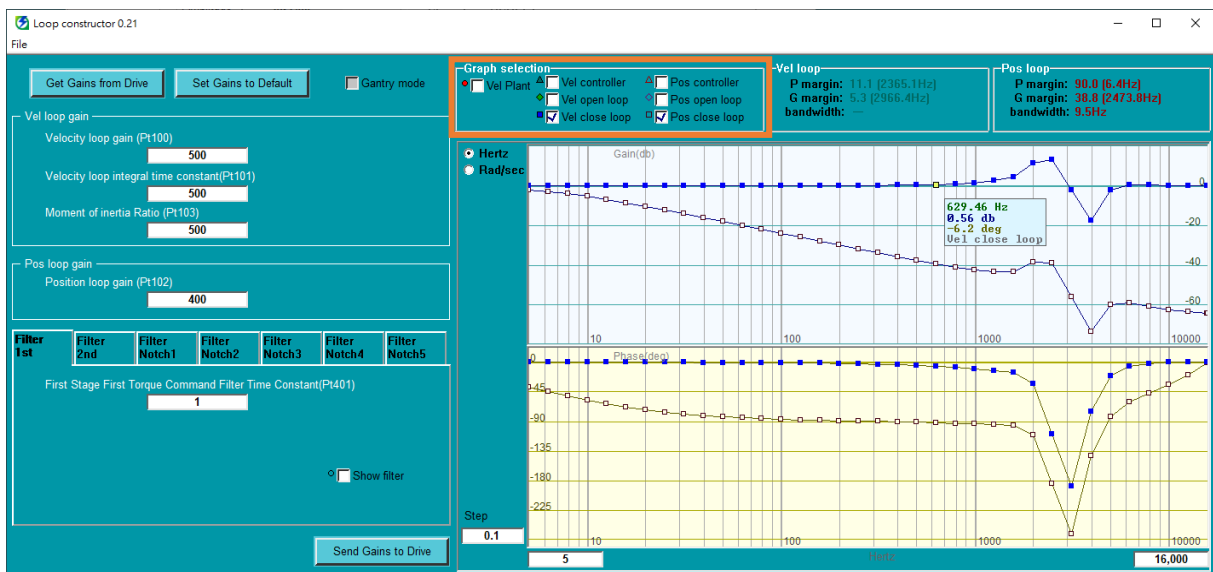 Loop constructor 0.21
File
Get Gains from Drive
Set Gains to Default
Gantry mode
Vel loop gain
Velocity loop gain (Pt100)
500
Velocity loop integral time constant(Pt101)
500
Moment of inertia Ratio (Pt103)
500
Pos loop gain
Position loop gain (Pt102)
400
Filter 1st
Filter 2nd
Filter Notch1
Filter Notch2
Filter Notch3
Filter Notch4
Filter Notch5
First Stage First Torque Command Filter Time Constant(Pt401)
1
Show filter
Send Gains to Drive
Graph selection
Vel Plant
Vel controller
Pos controller
Vel open loop
Pos open loop
Vel close loop
Pos close loop
Vel loop
P margin: 11.1 [2365.1Hz]
G margin: 5.3 [2966.4Hz]
bandwidth: ---
Pos loop
P margin: 90.0 [6.4Hz]
G margin: 38.8 [2473.8Hz]
bandwidth: 9.5Hz
Hertz
Rad/sec
Gain(db)
0
-20
-40
-60
629.46 Hz
0.56 db
-6.2 deg
Vel close loop
10
100
1000
10000
Phase(deg)
0
-45
-90
-135
-180
-225
10
100
1000
10000
Step
0.1
5
Hertz
16,000